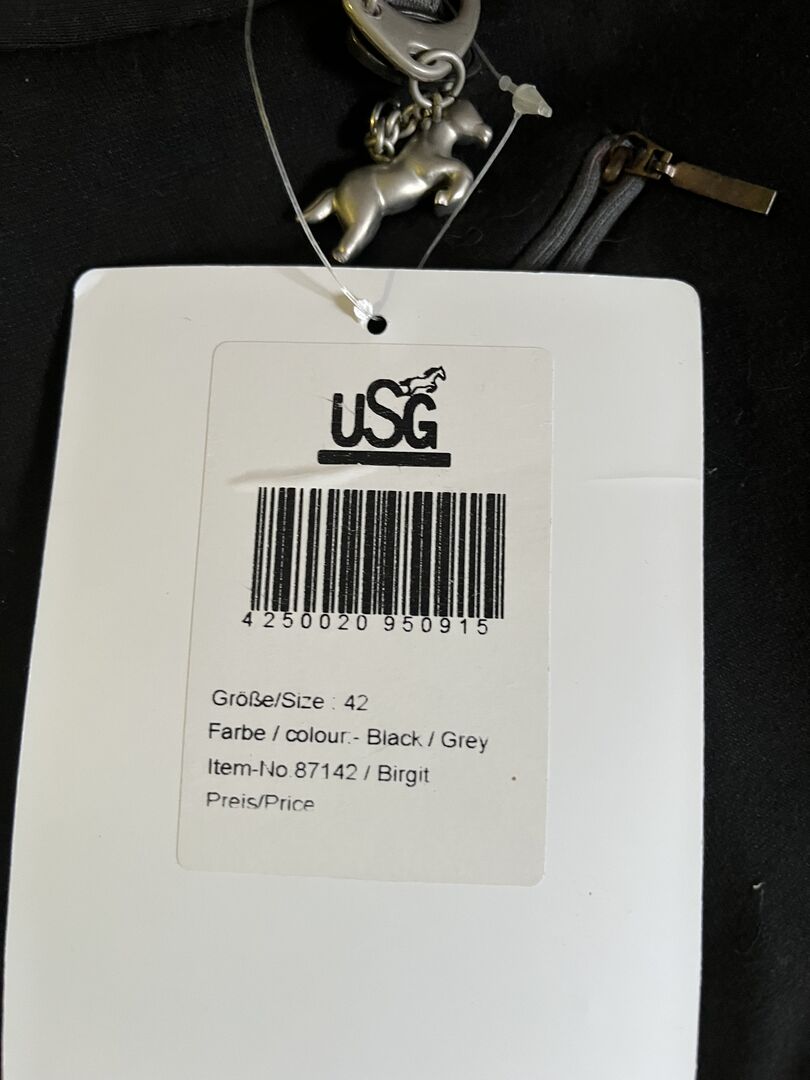 USG
4250020 950915
Größe/Size : 42
Farbe / colour:- Black / Grey
Item-No.87142 / Birgit
Preis/Price